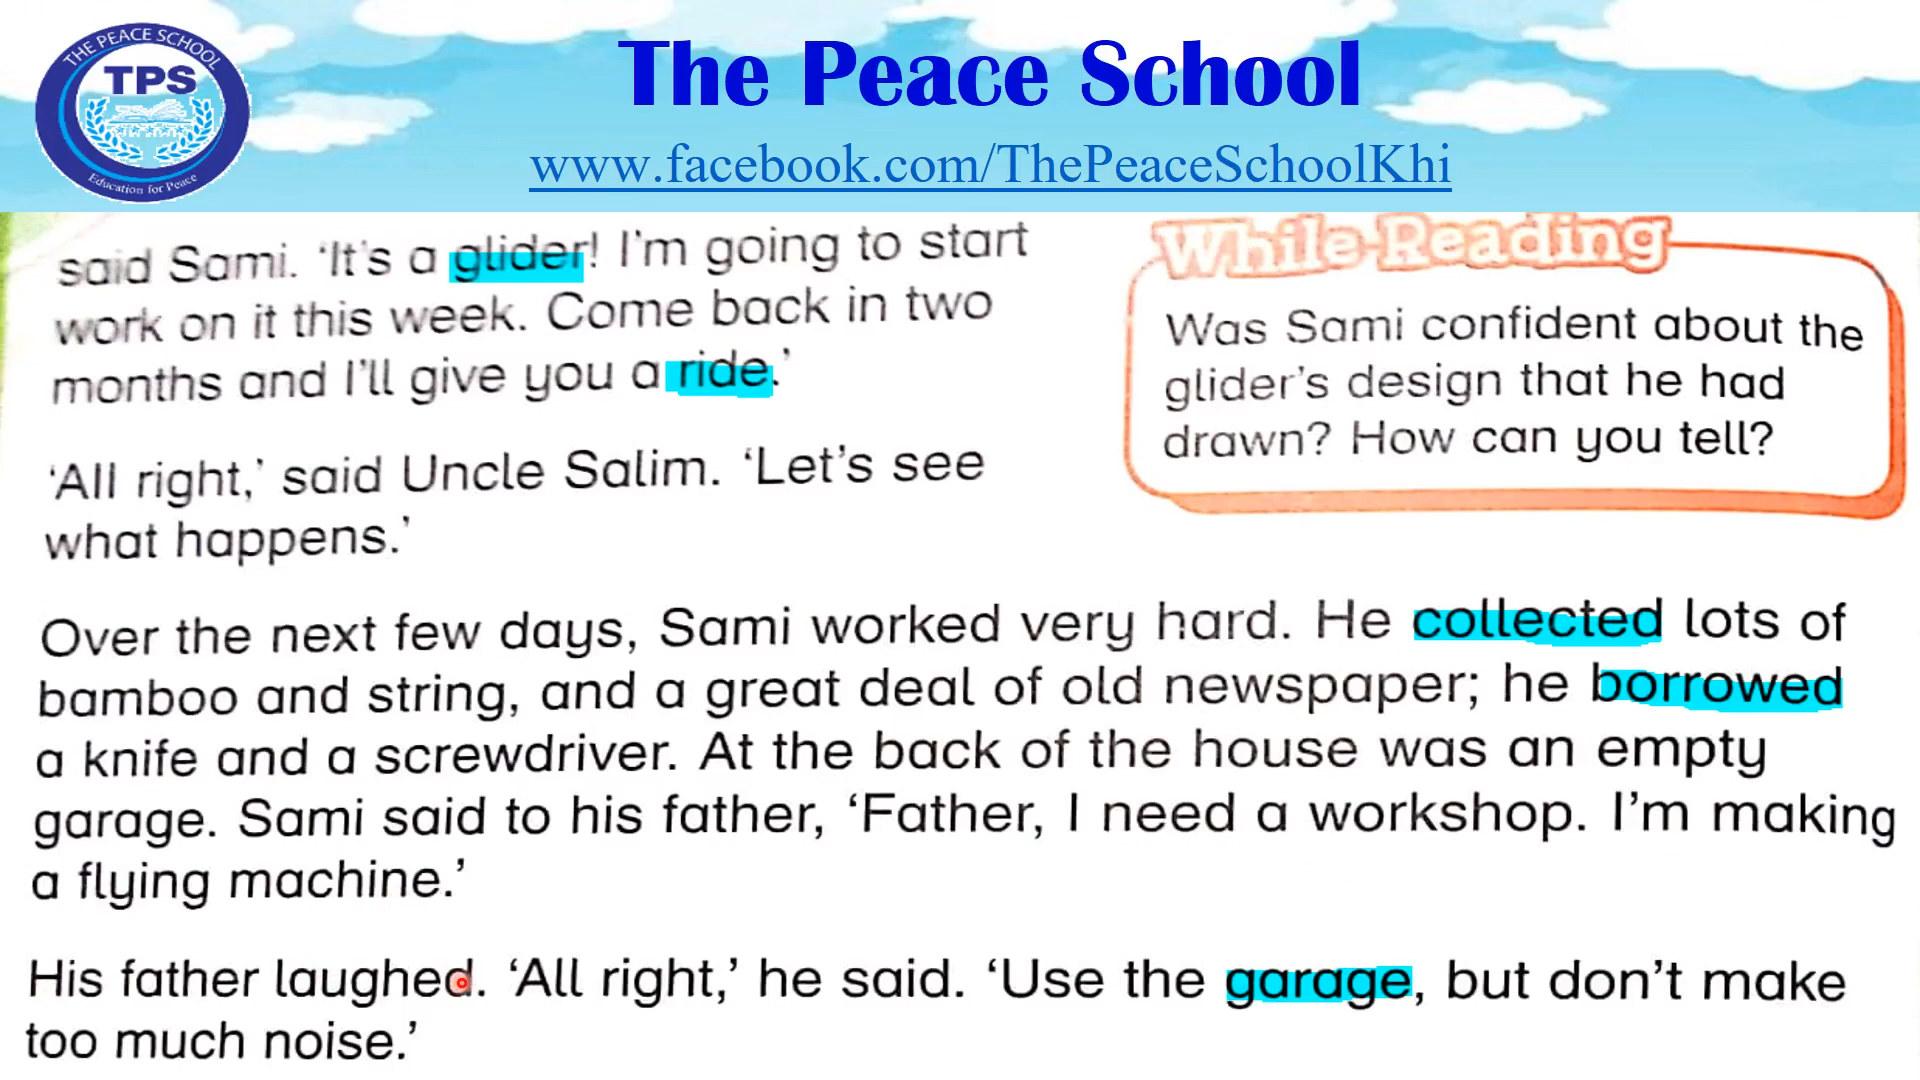 THE PEACE SCHOOL
TPS
Education for Peace
The Peace School
www.facebook.com/ThePeaceSchoolKhi
said Sami. ‘It’s a glider! I’m going to start
work on it this week. Come back in two
months and I’ll give you a ride.’
‘All right,’ said Uncle Salim. ‘Let’s see
what happens.’
While Reading
Was Sami confident about the
glider’s design that he had
drawn? How can you tell?
Over the next few days, Sami worked very hard. He collected lots of
bamboo and string, and a great deal of old newspaper; he borrowed
a knife and a screwdriver. At the back of the house was an empty
garage. Sami said to his father, ‘Father, I need a workshop. I’m making
a flying machine.’
His father laughed. ‘All right,’ he said. ‘Use the garage, but don’t make
too much noise.’